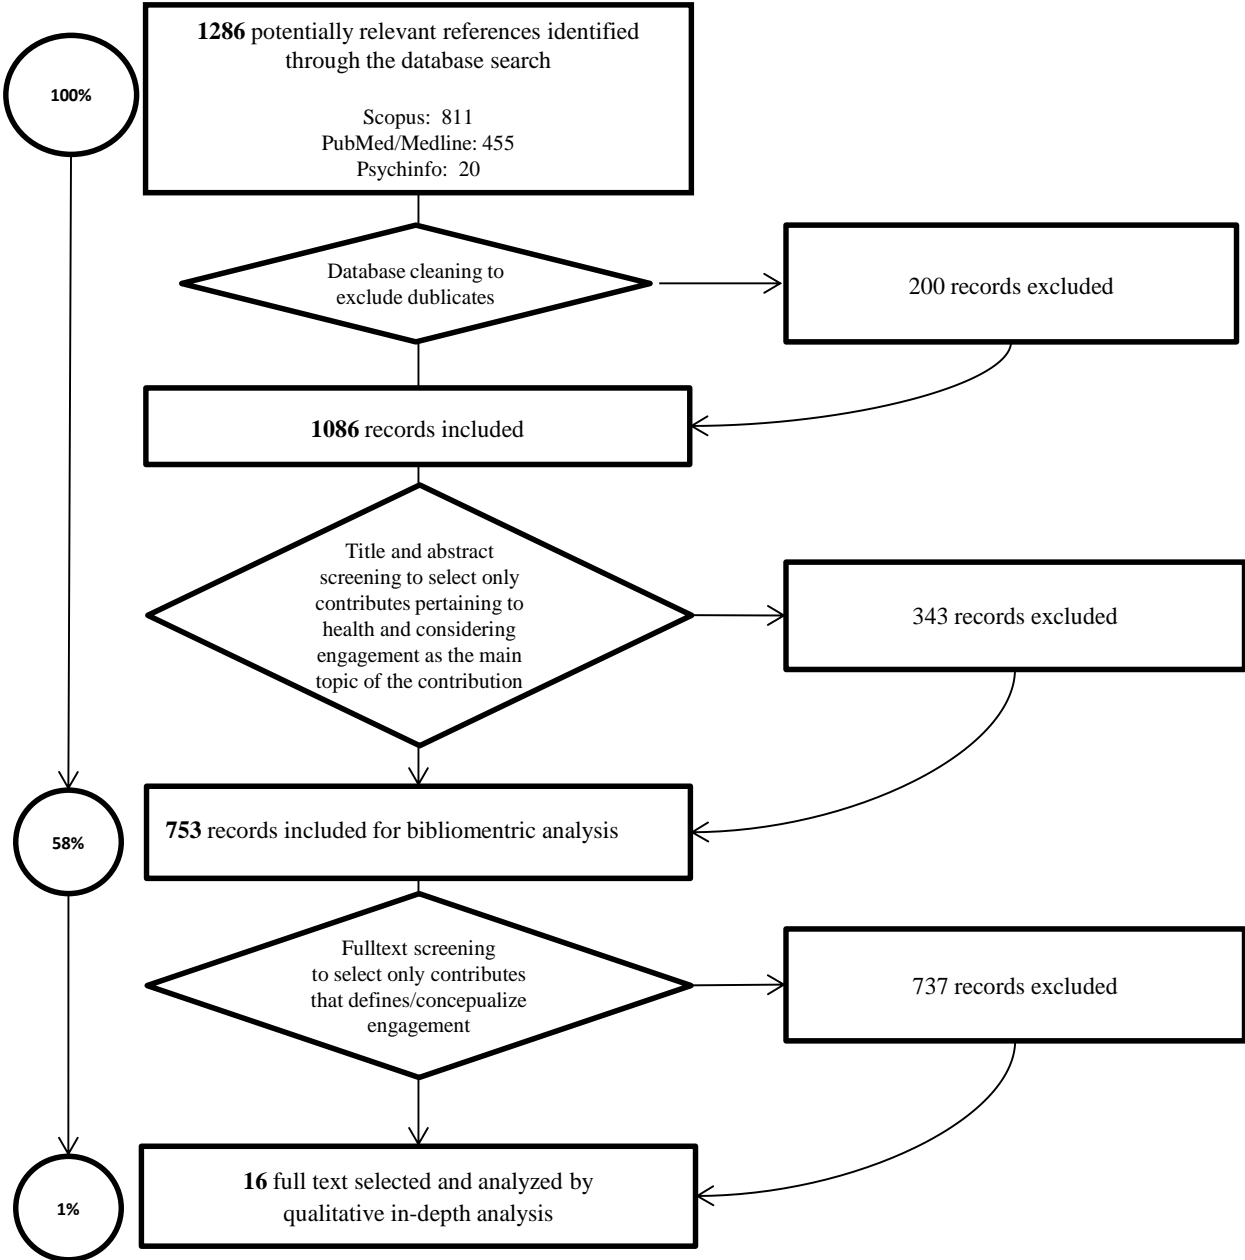 1286 potentially relevant references identified
through the database search
Scopus: 811
PubMed/Medline: 455
Psychinfo: 20
100%
Database cleaning to
exclude dublicates
200 records excluded
1086 records included
Title and abstract
screening to select only
contributes pertaining to
health and considering
engagement as the main
topic of the contribution
343 records excluded
58%
753 records included for bibliomentric analysis
Fulltext screening
to select only contributes
that defines/concepualize
engagement
737 records excluded
1%
16 full text selected and analyzed by
qualitative in-depth analysis